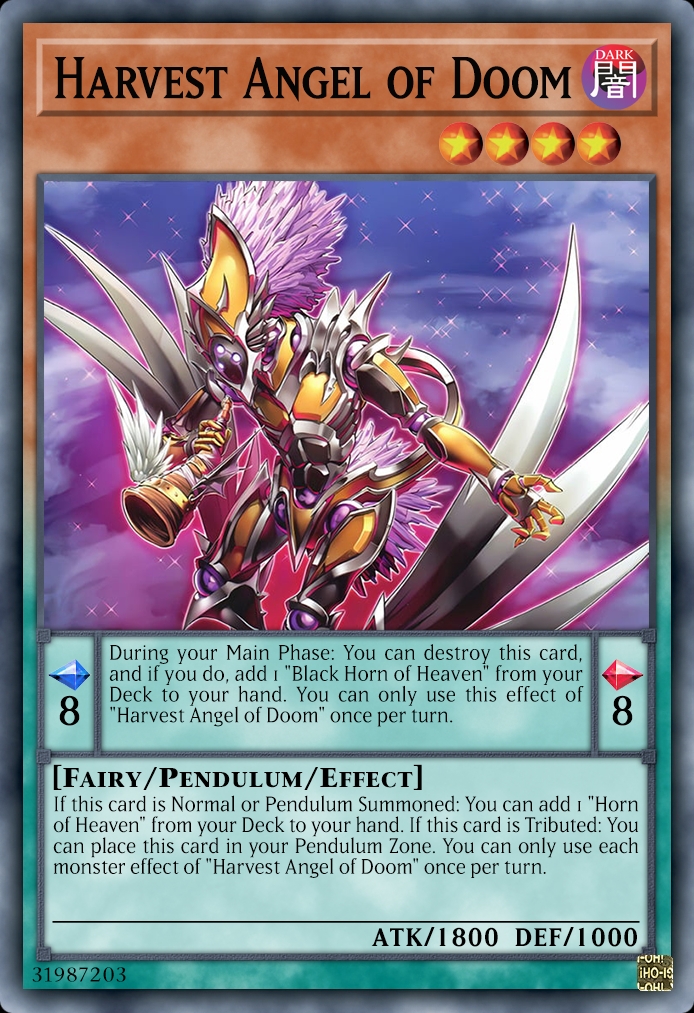 Harvest Angel of Doom
DARK
闇
During your Main Phase: You can destroy this card,
and if you do, add 1 "Black Horn of Heaven" from your
Deck to your hand. You can only use this effect of
"Harvest Angel of Doom" once per turn.
8
8
[Fairy/Pendulum/Effect]
If this card is Normal or Pendulum Summoned: You can add 1 "Horn
of Heaven" from your Deck to your hand. If this card is Tributed: You
can place this card in your Pendulum Zone. You can only use each
monster effect of "Harvest Angel of Doom" once per turn.
ATK/1800 DEF/1000
31987203